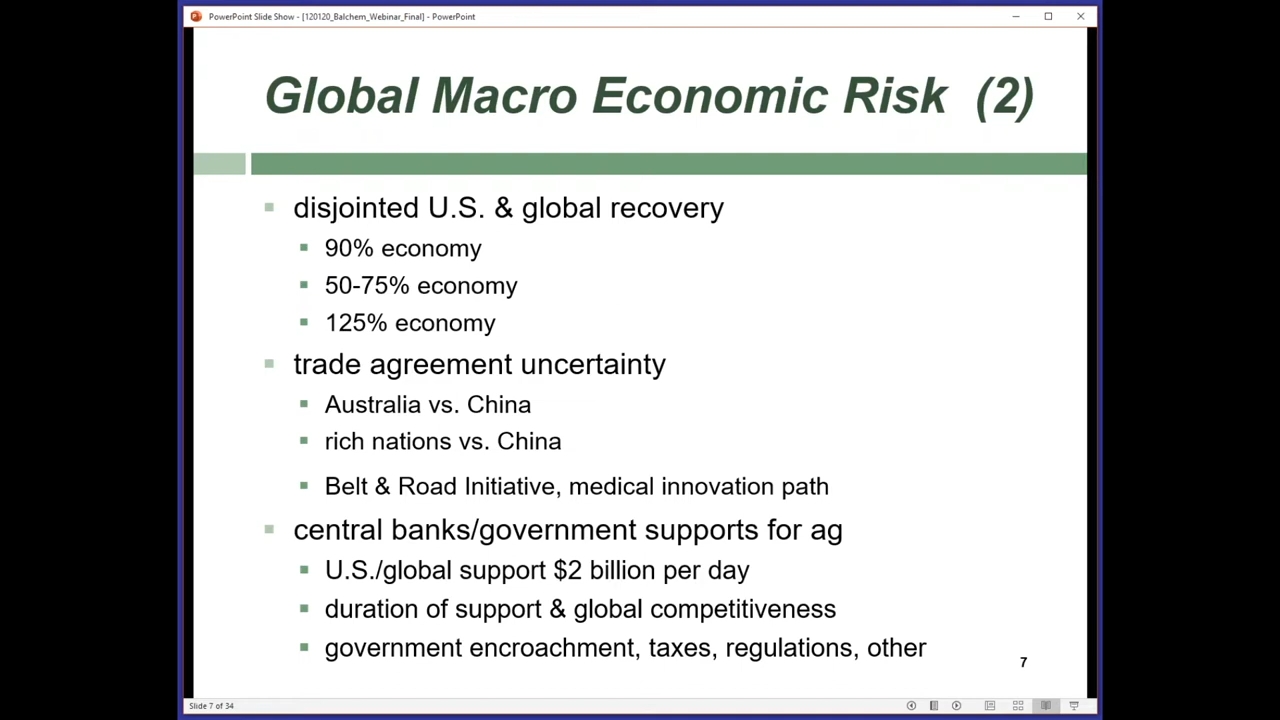 PowerPoint Slide Show - [120120_Balchem_Webinar_Final] - PowerPoint
Global Macro Economic Risk (2)
disjointed U.S. & global recovery
90% economy
50-75% economy
125% economy
trade agreement uncertainty
Australia vs. China
rich nations vs. China
Belt & Road Initiative, medical innovation path
central banks/government supports for ag
U.S./global support $2 billion per day
duration of support & global competitiveness
government encroachment, taxes, regulations, other
7
Slide 7 of 34